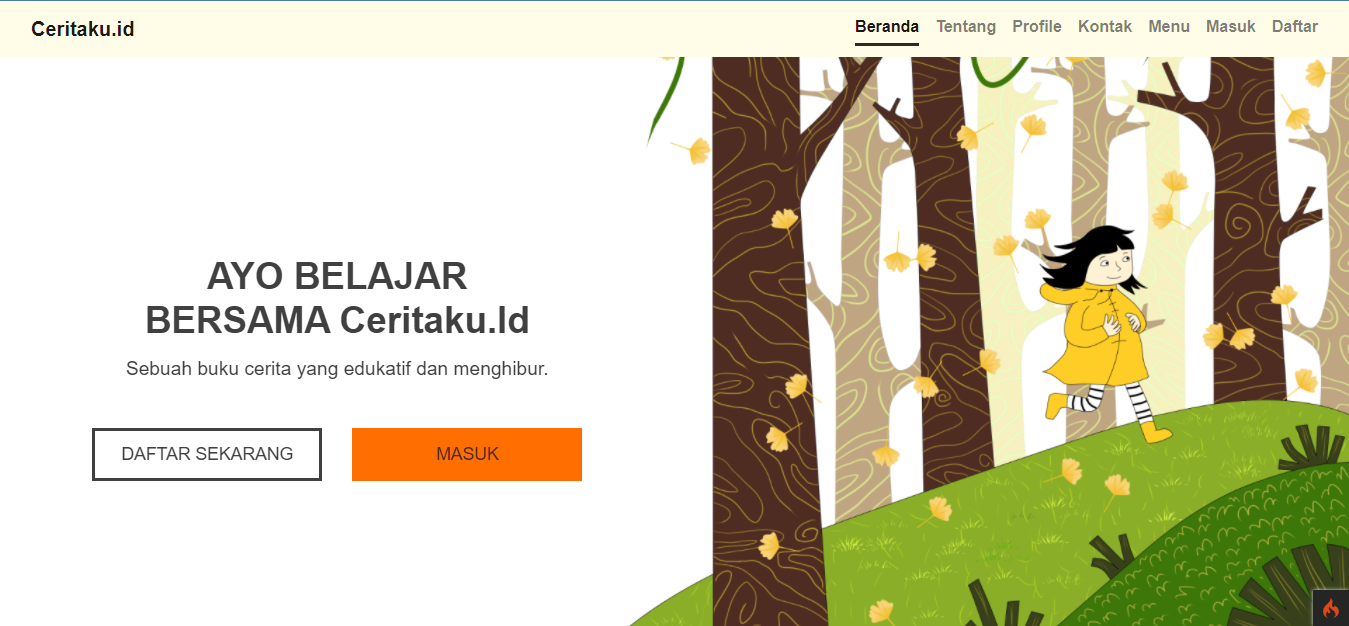 Ceritaku.id
Beranda Tentang Profile Kontak Menu Masuk Daftar
AYO BELAJAR
BERSAMA Ceritaku.Id
Sebuah buku cerita yang edukatif dan menghibur.
DAFTAR SEKARANG MASUK